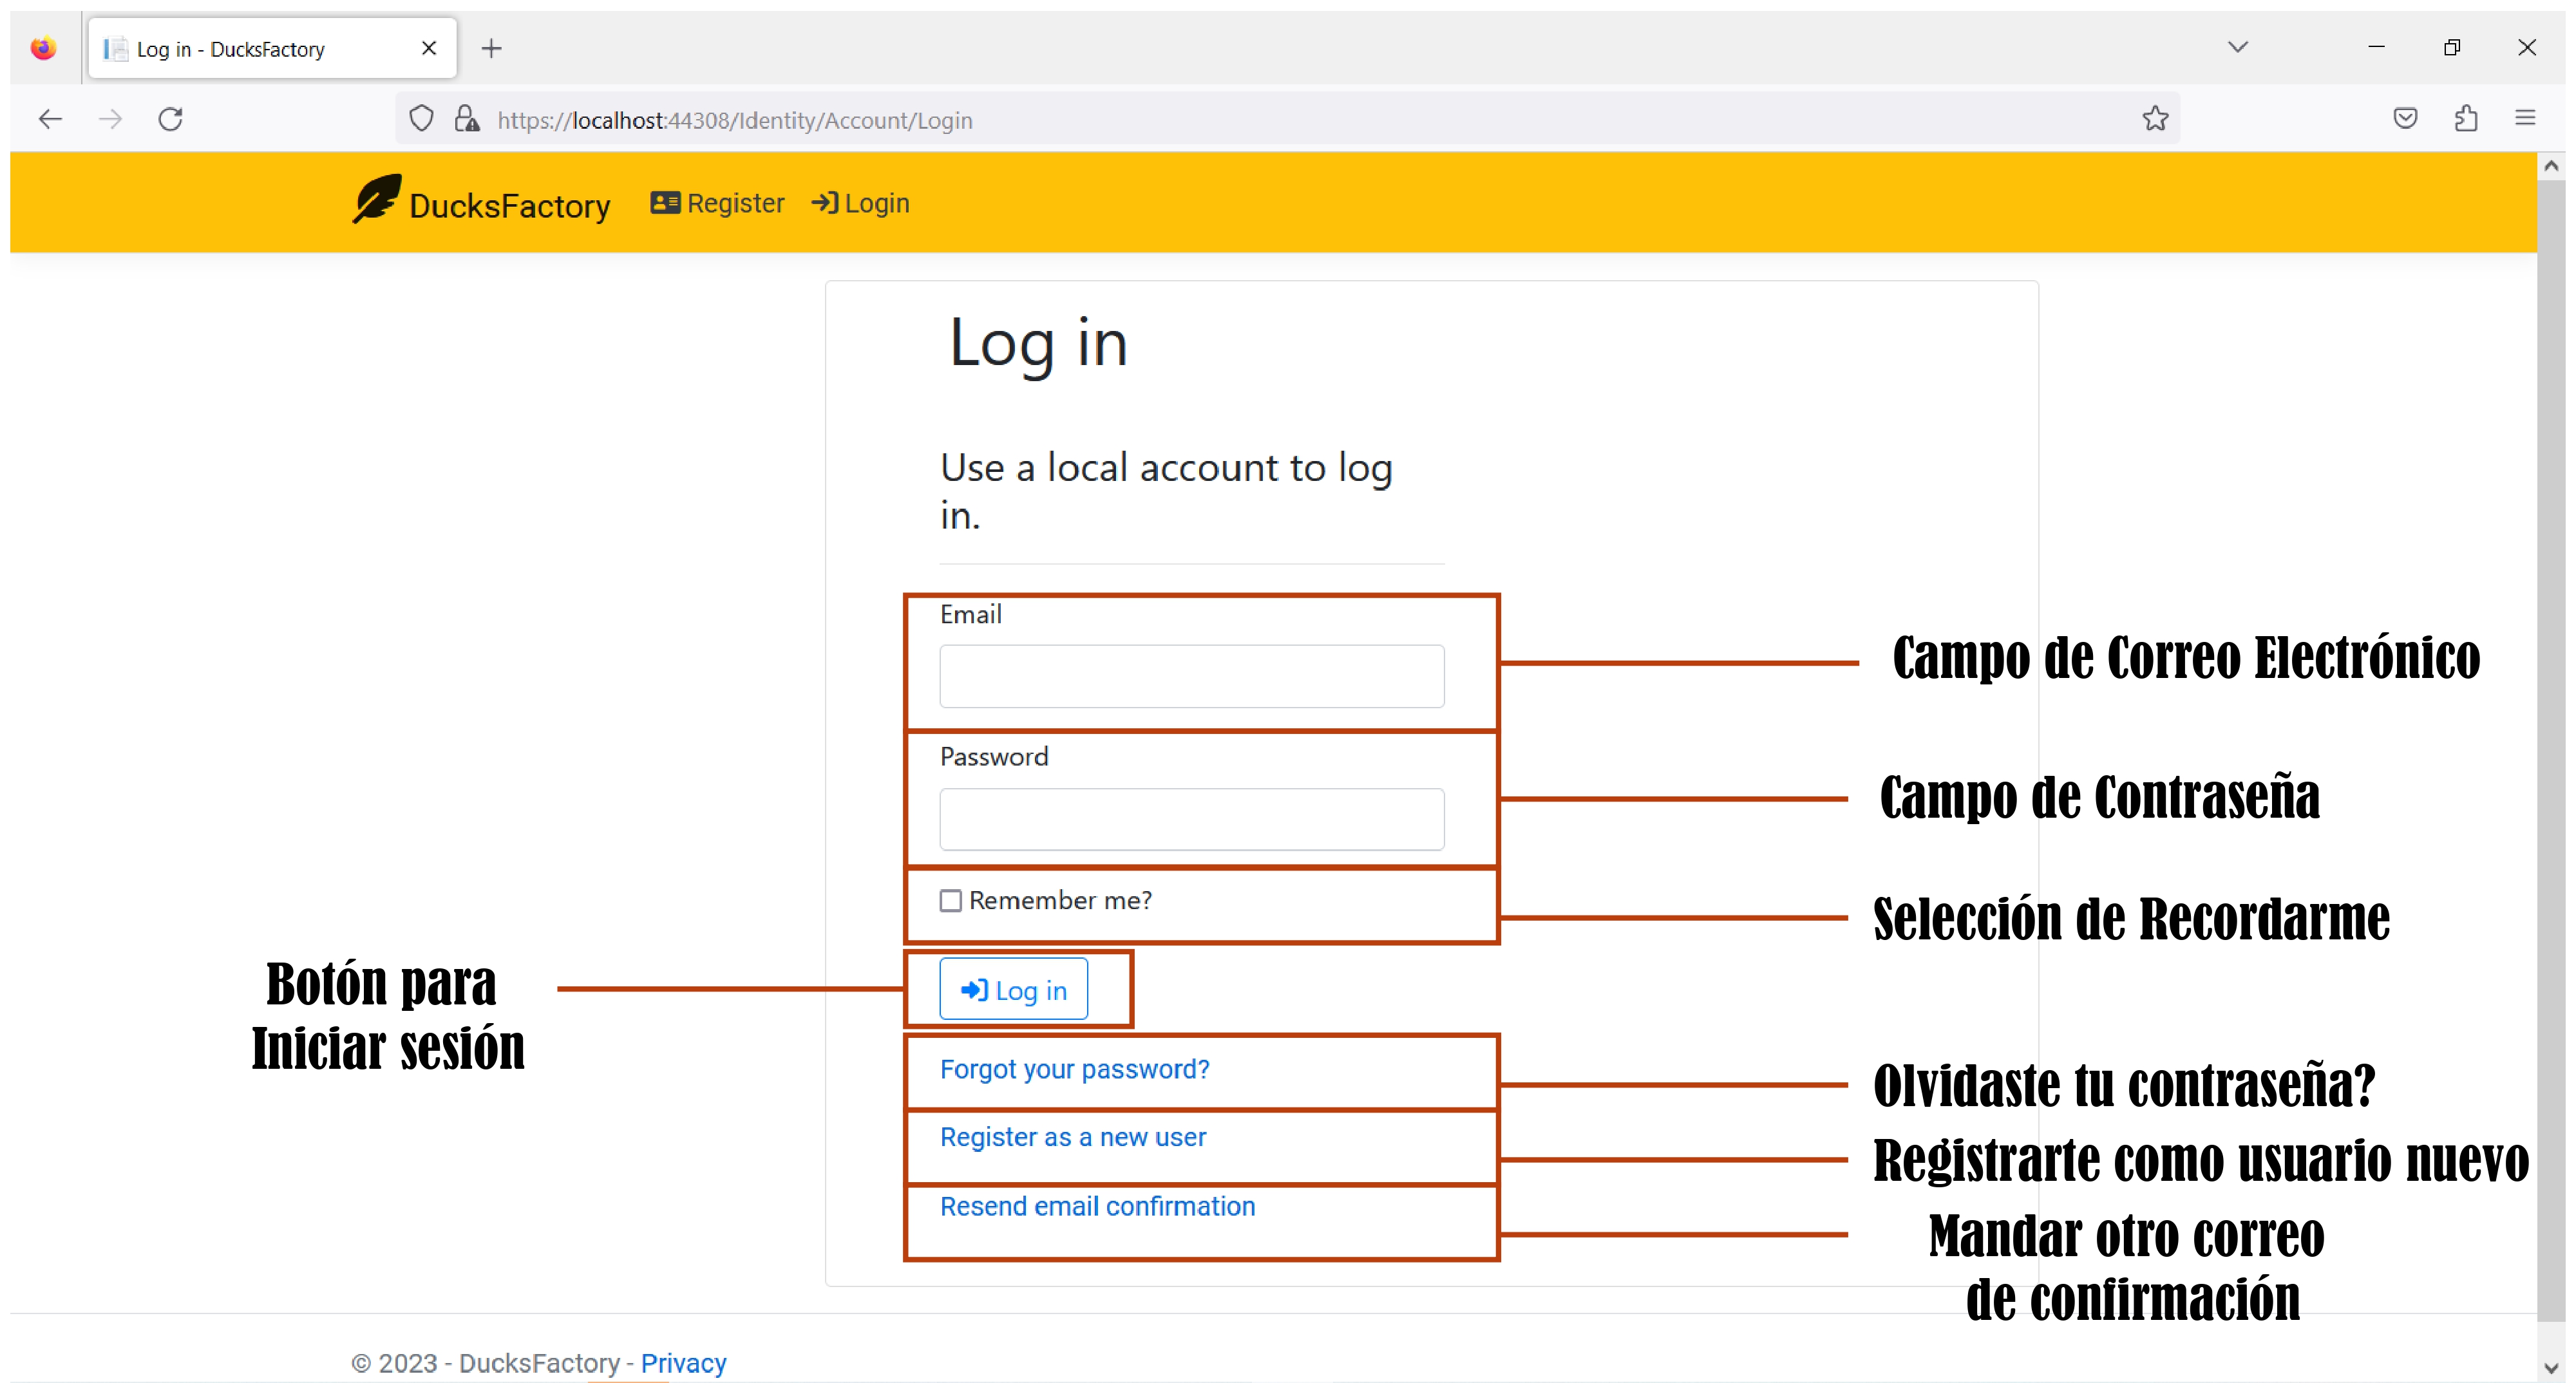 Log in - DucksFactory
https://localhost:44308/Identity/Account/Login
DucksFactory Register Login
Log in
Use a local account to log
in.
Email
Campo de Correo Electrónico
Password
Campo de Contraseña
Remember me?
Selección de Recordarme
Botón para
Iniciar sesión
Log in
Forgot your password?
Olvidaste tu contraseña?
Register as a new user
Registrarte como usuario nuevo
Resend email confirmation
Mandar otro correo
de confirmación
© 2023 - DucksFactory - Privacy